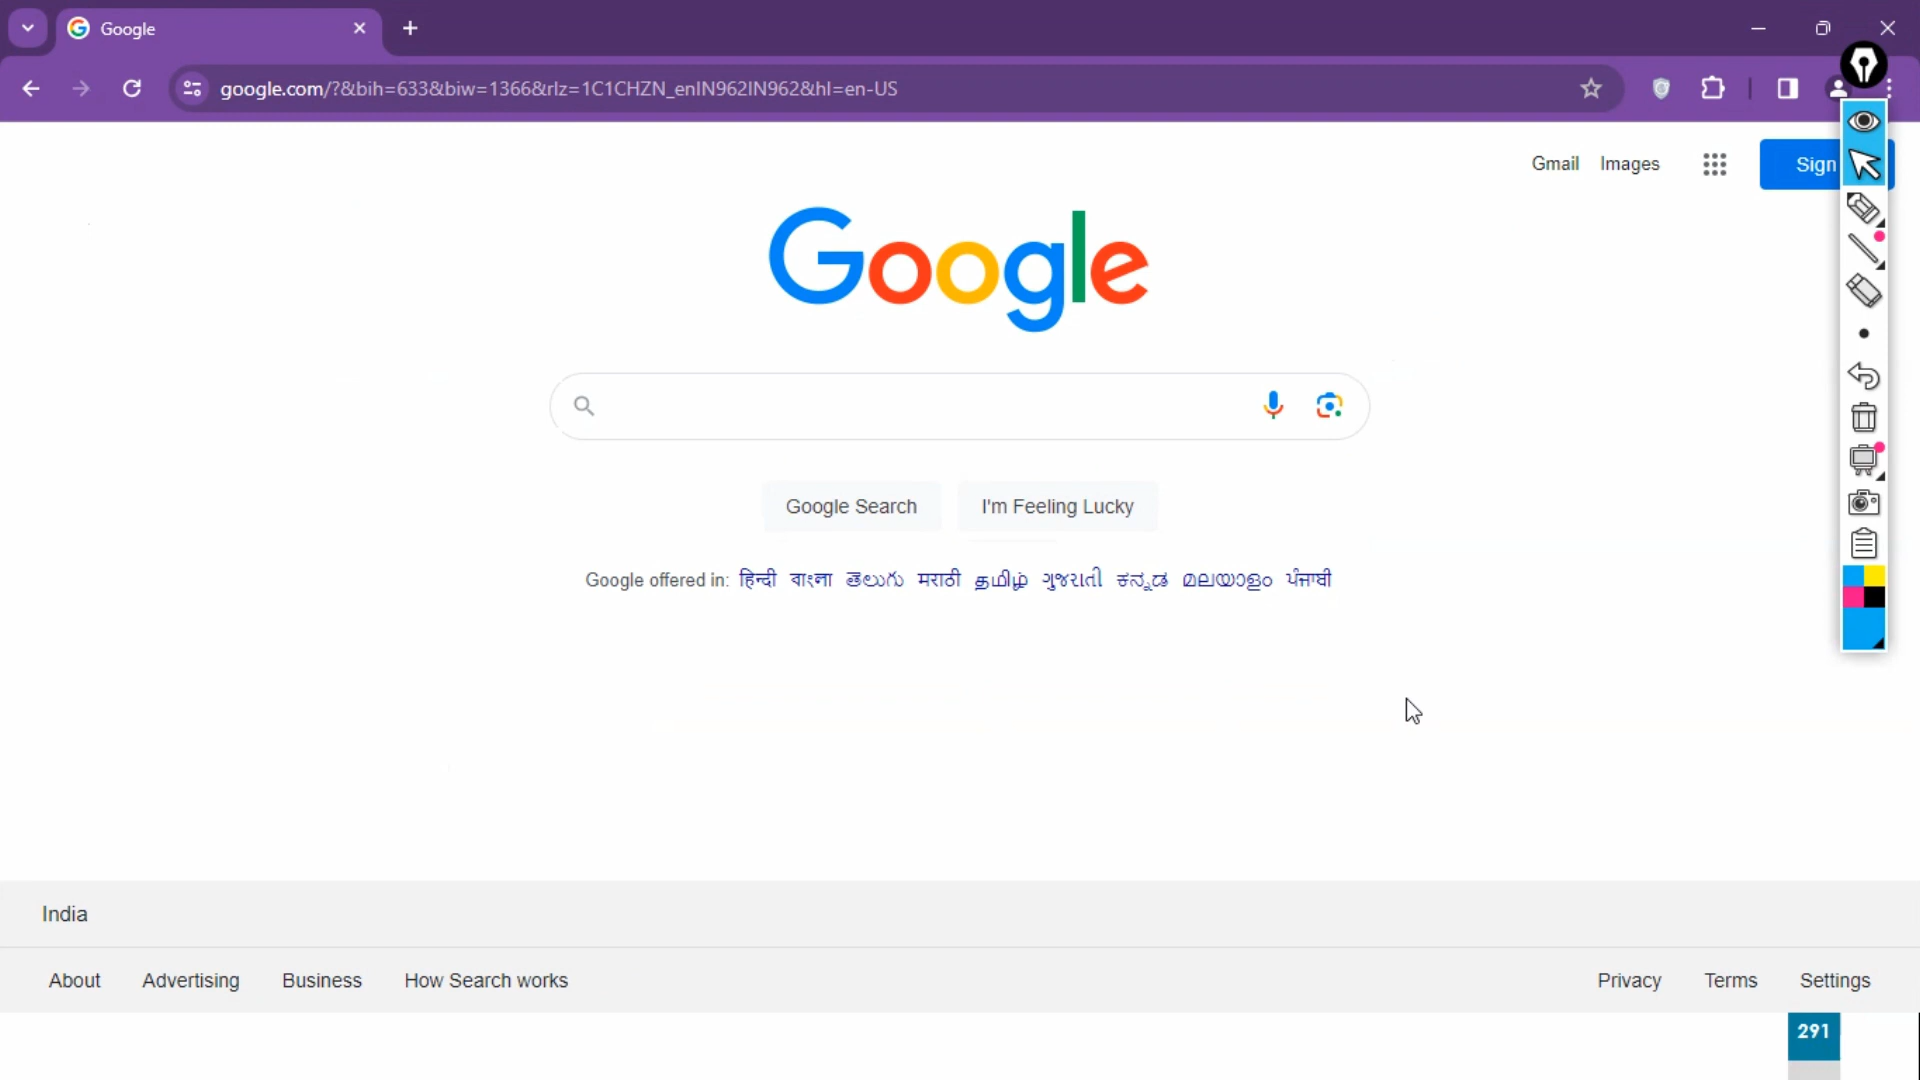 Google
google.com/?&bih=633&biw=1366&rlz=1C1CHZN_enIN962IN962&hl=en-US
Gmail Images Sign
Google
Google Search I'm Feeling Lucky
Google offered in: हिन्दी বাংলা తెలుగు मराठी தமிழ் ગુજરાતી ಕನ್ನಡ മലയാളം ਪੰਜਾਬੀ
India
About Advertising Business How Search works Privacy Terms Settings
291